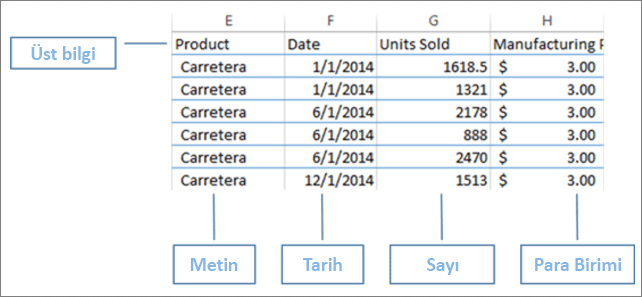 E F G H
Üst bilgi
Product Date Units Sold Manufacturing P
Carretera 1/1/2014 1618.5 $ 3.00
Carretera 1/1/2014 1321 $ 3.00
Carretera 6/1/2014 2178 $ 3.00
Carretera 6/1/2014 888 $ 3.00
Carretera 6/1/2014 2470 $ 3.00
Carretera 12/1/2014 1513 $ 3.00
Metin Tarih Sayı Para Birimi